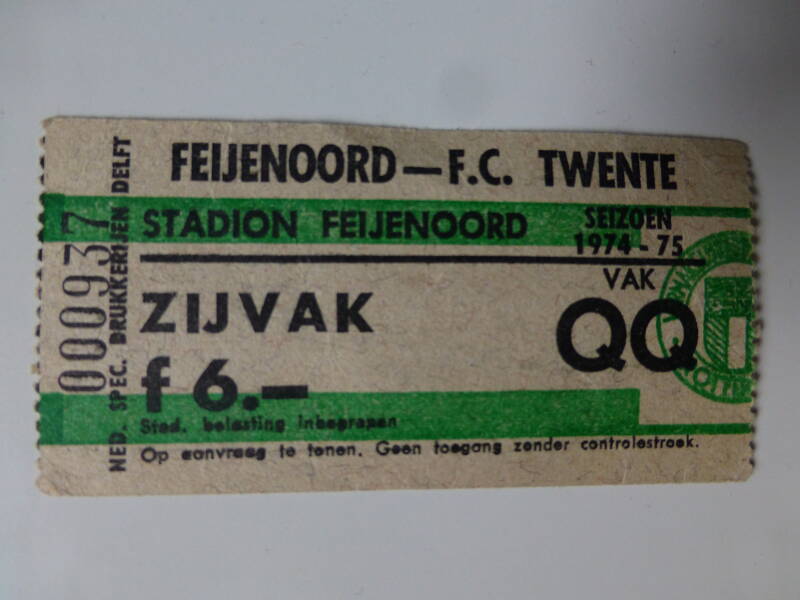 FEIJENOORD — F.C. TWENTE
STADION FEIJENOORD
SEIZOEN
1974-75
VAK
ZIJVAK
QQ
f 6.—
Sted. belasting inbegrepen
Op aanvraag te tonen. Geen toegang zonder controlestrook.
000937
NED. SPEC. DRUKKERIJEN DELFT